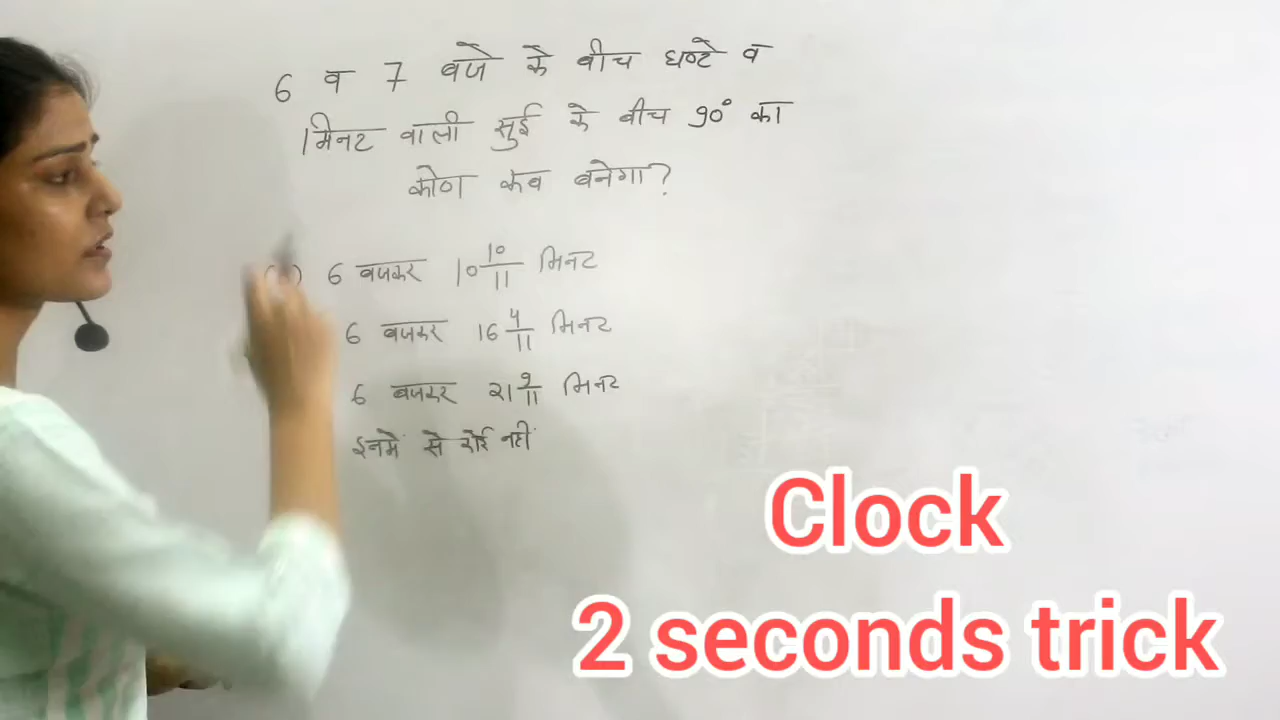 6 व 7 बजे के बीच घण्टे व
मिनट वाली सुई के बीच 90° का
कोण कब बनेगा?
6 बजकर 10 10/11 मिनट
6 बजकर 16 4/11 मिनट
6 बजकर 21 9/11 मिनट
इनमें से कोई नहीं
Clock
2 seconds trick